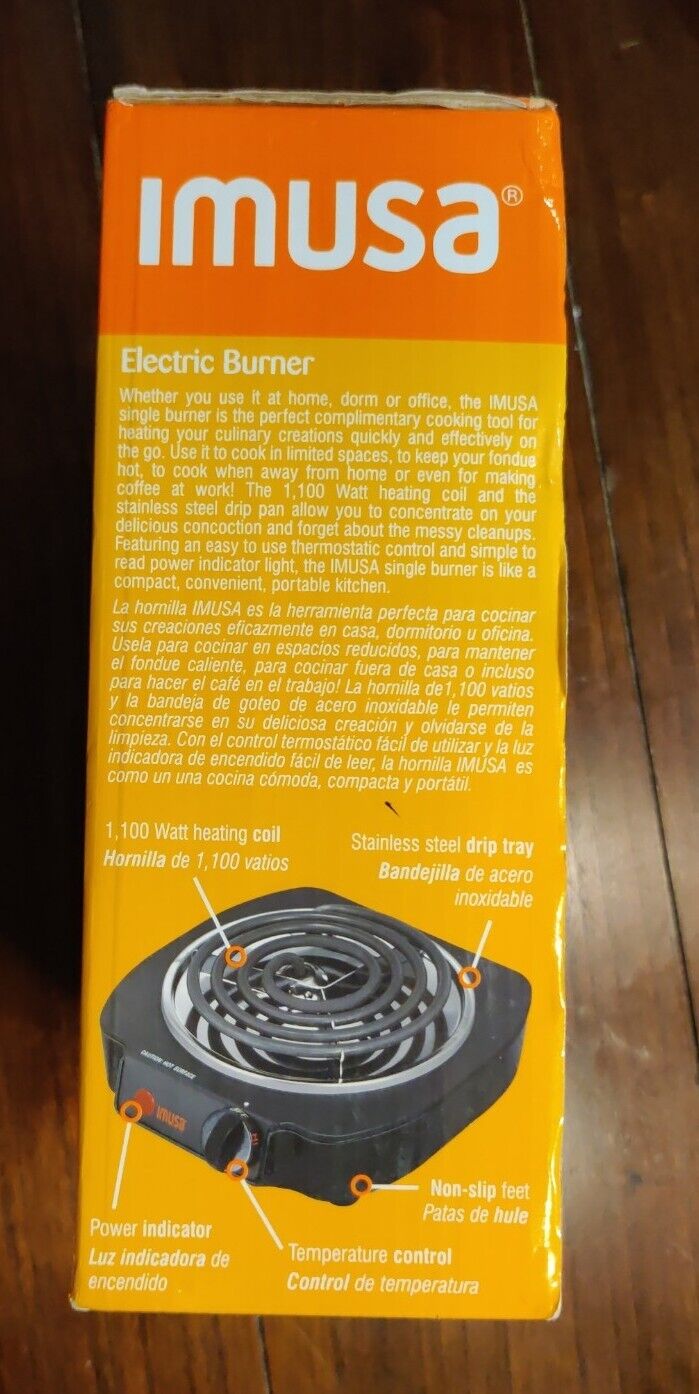 IMUSA®
Electric Burner
Whether you use it at home, dorm or office, the IMUSA
single burner is the perfect complimentary cooking tool for
heating your culinary creations quickly and effectively on
the go. Use it to cook in limited spaces, to keep your fondue
hot, to cook when away from home or even for making
coffee at work! The 1,100 Watt heating coil and the
stainless steel drip pan allow you to concentrate on your
delicious concoction and forget about the messy cleanups.
Featuring an easy to use thermostatic control and simple to
read power indicator light, the IMUSA single burner is like a
compact, convenient, portable kitchen.
La hornilla IMUSA es la herramienta perfecta para cocinar
sus creaciones eficazmente en casa, dormitorio u oficina.
Usela para cocinar en espacios reducidos, para mantener
el fondue caliente, para cocinar fuera de casa o incluso
para hacer el café en el trabajo! La hornilla de1,100 vatios
y la bandeja de goteo de acero inoxidable le permiten
concentrarse en su deliciosa creación y olvidarse de la
limpieza. Con el control termostático fácil de utilizar y la luz
indicadora de encendido fácil de leer, la hornilla IMUSA es
como un una cocina cómoda, compacta y portátil.
1,100 Watt heating coil
Hornilla de 1,100 vatios
Stainless steel drip tray
Bandejilla de acero
inoxidable
CAUTION HOT SURFACE
IMUSA
Non-slip feet
Patas de hule
Power indicator
Luz indicadora de
encendido
Temperature control
Control de temperatura